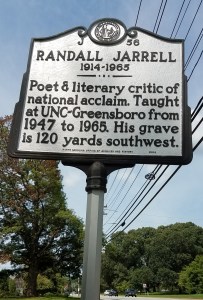 J 56
RANDALL JARRELL
1914-1965
Poet & literary critic of
national acclaim. Taught
at UNC-Greensboro from
1947 to 1965. His grave
is 120 yards southwest.